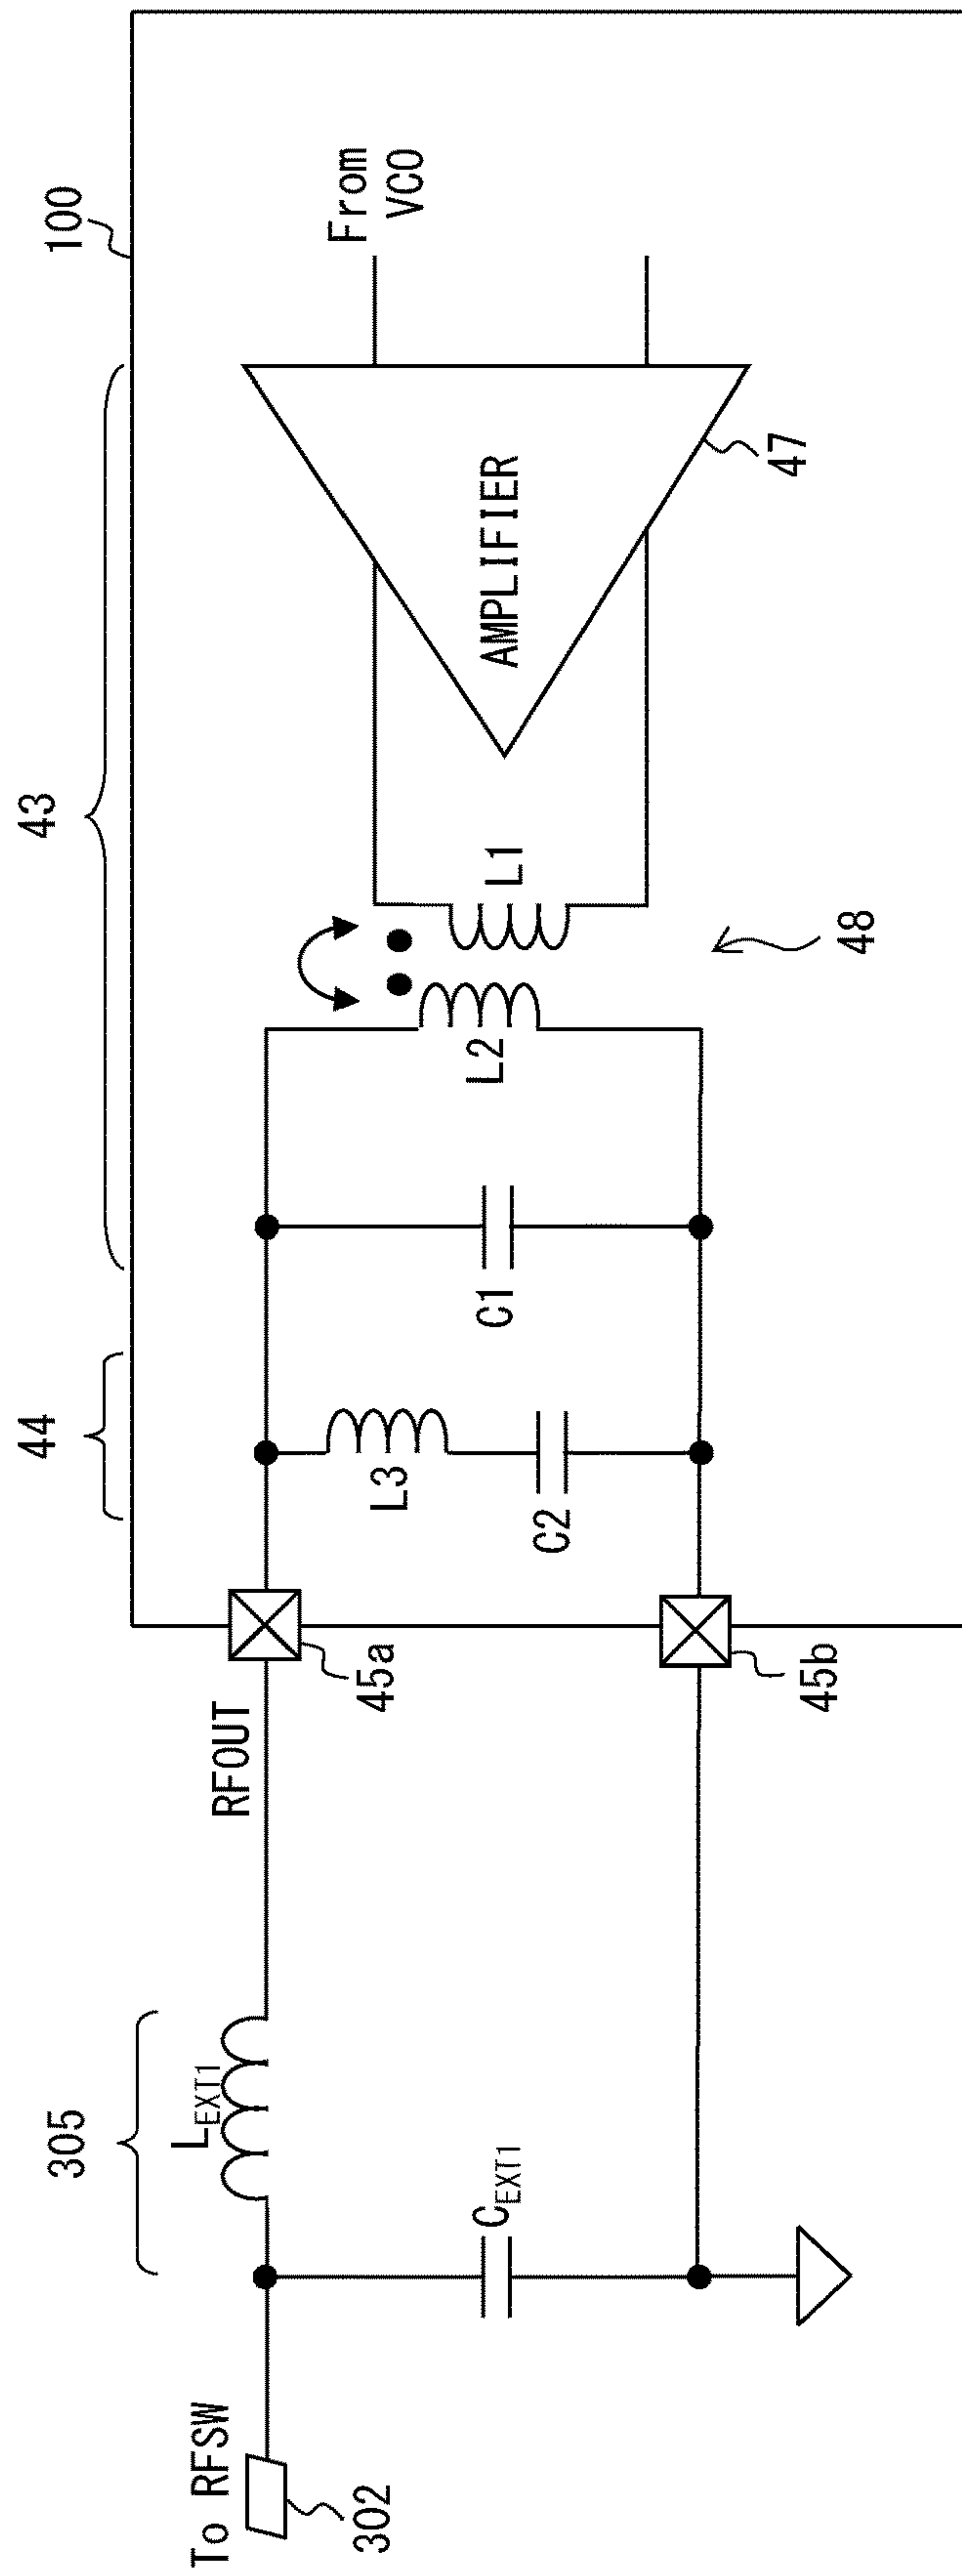 100
43
44
305
From
VCO
AMPLIFIER
47
L1
48
L2
C1
L3
C2
45a
45b
RFOUT
LEXT1
CEXT1
To RFSW
302